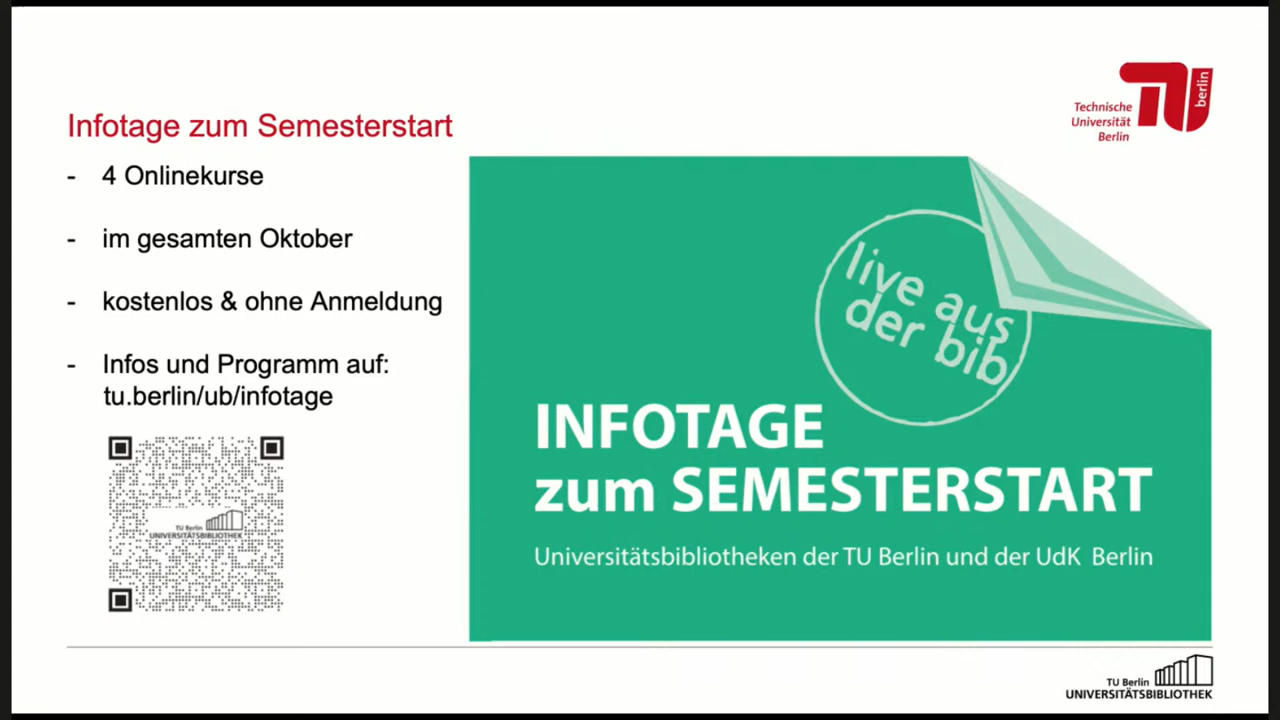 Technische
Universität
Berlin
berlin
Infotage zum Semesterstart
- 4 Onlinekurse
- im gesamten Oktober
- kostenlos & ohne Anmeldung
- Infos und Programm auf:
tu.berlin/ub/infotage
TU Berlin
UNIVERSITÄTSBIBLIOTHEK
live aus
der bib
INFOTAGE
zum SEMESTERSTART
Universitätsbibliotheken der TU Berlin und der UdK Berlin
TU Berlin
UNIVERSITÄTSBIBLIOTHEK